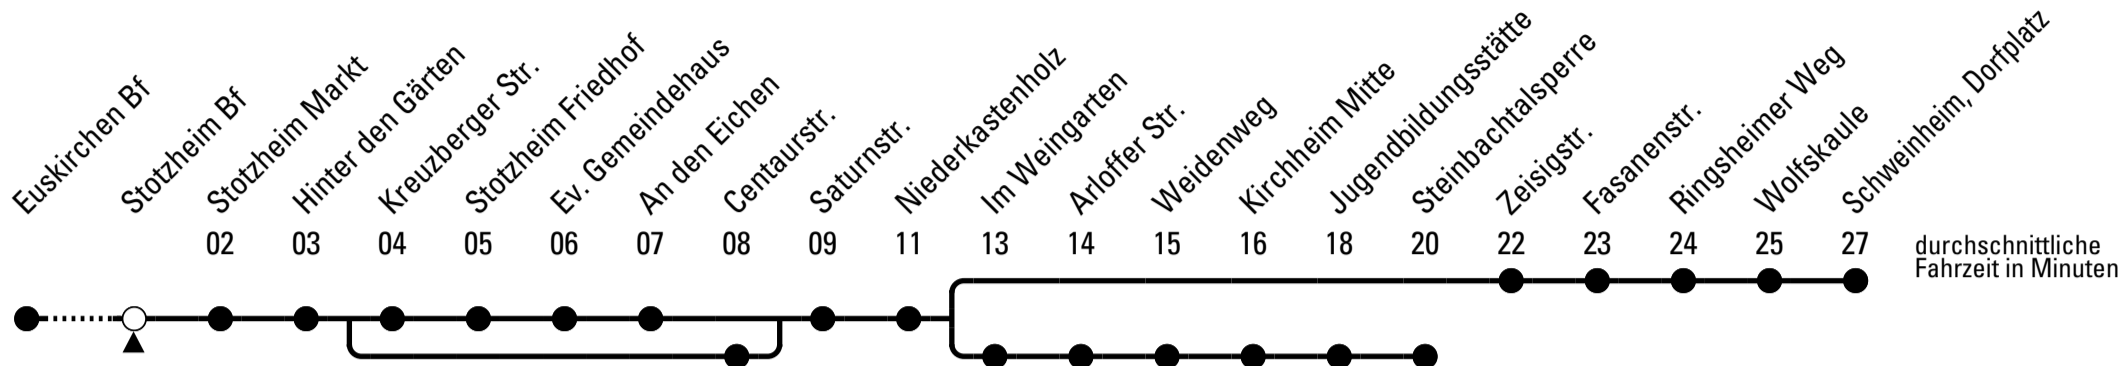 Euskirchen Bf
Stotzheim Bf
Stotzheim Markt
Hinter den Gärten
Kreuzberger Str.
Stotzheim Friedhof
Ev. Gemeindehaus
An den Eichen
Centaurstr.
Saturnstr.
Niederkastenholz
Im Weingarten
Arloffer Str.
Weidenweg
Kirchheim Mitte
Jugendbildungsstätte
Steinbachtalsperre
Zeisigstr.
Fasanenstr.
Ringsheimer Weg
Wolfskaule
Schweinheim, Dorfplatz
02 03 04 05 06 07 08 09 11 13 14 15 16 18 20 22 23 24 25 27
durchschnittliche
Fahrzeit in Minuten